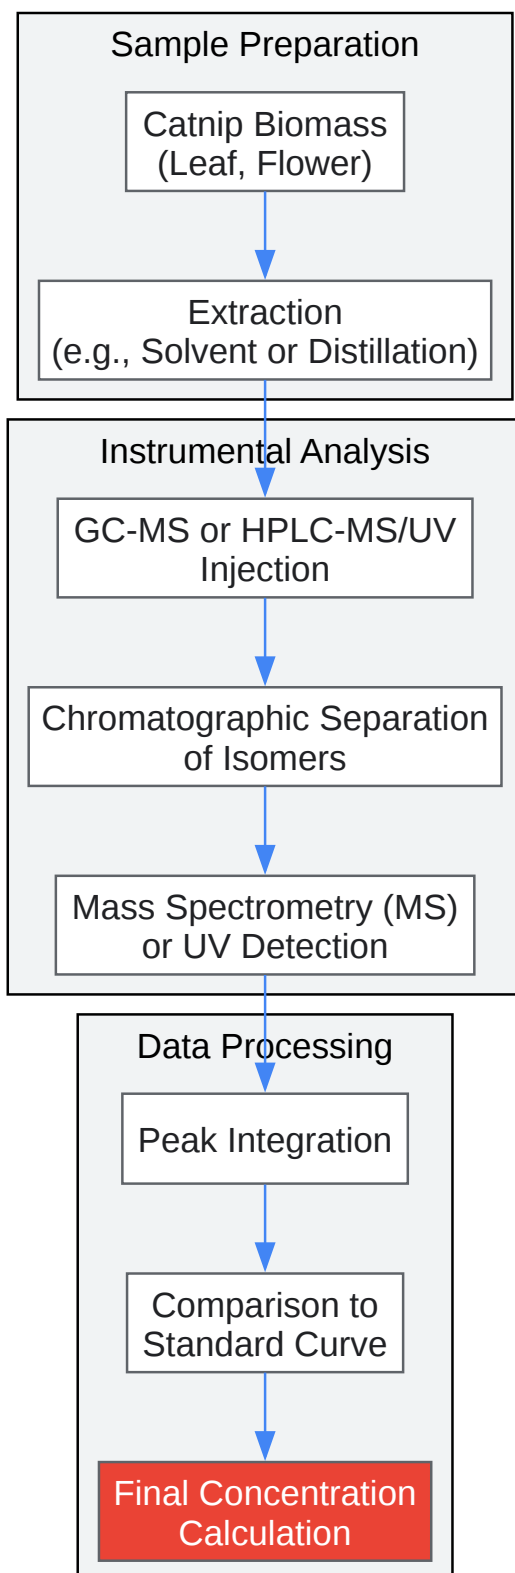 Sample Preparation
Catnip Biomass
(Leaf, Flower)
Extraction
(e.g., Solvent or Distillation)
Instrumental Analysis
GC-MS or HPLC-MS/UV
Injection
Chromatographic Separation
of Isomers
Mass Spectrometry (MS)
or UV Detection
Data Processing
Peak Integration
Comparison to
Standard Curve
Final Concentration
Calculation